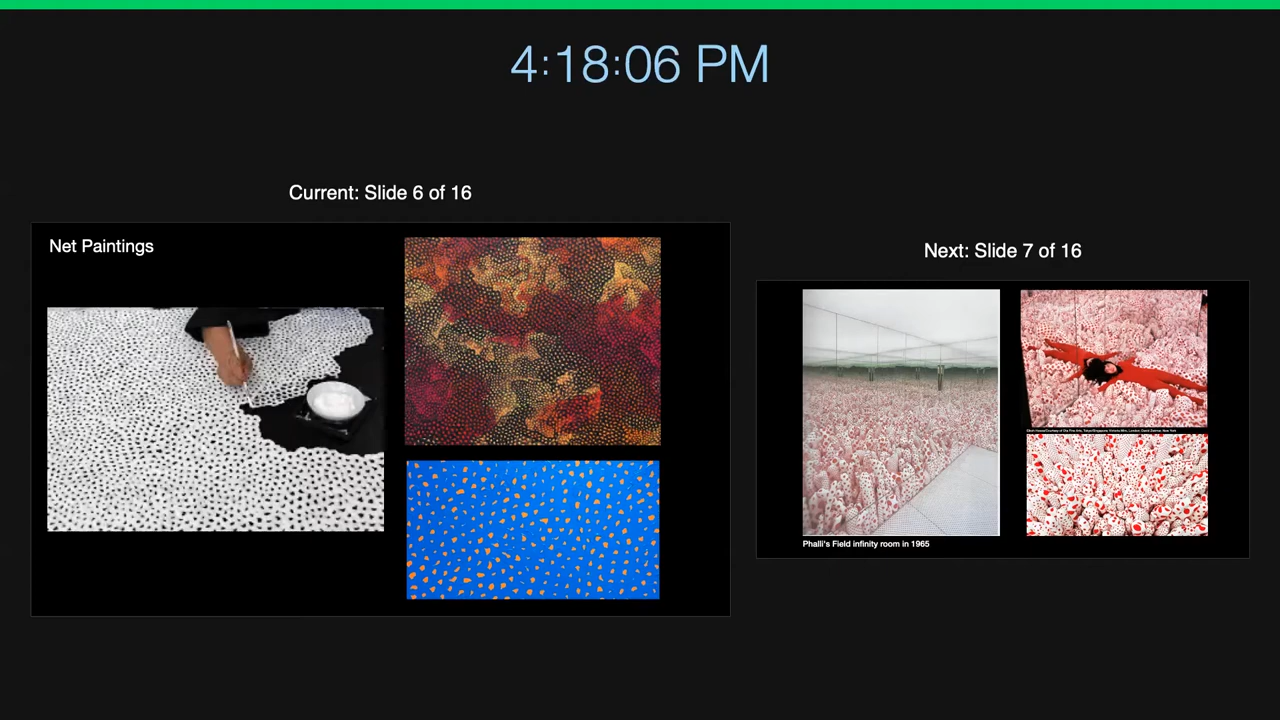 4:18:06 PM
Current: Slide 6 of 16
Net Paintings
Next: Slide 7 of 16
Phalli's Field infinity room in 1965